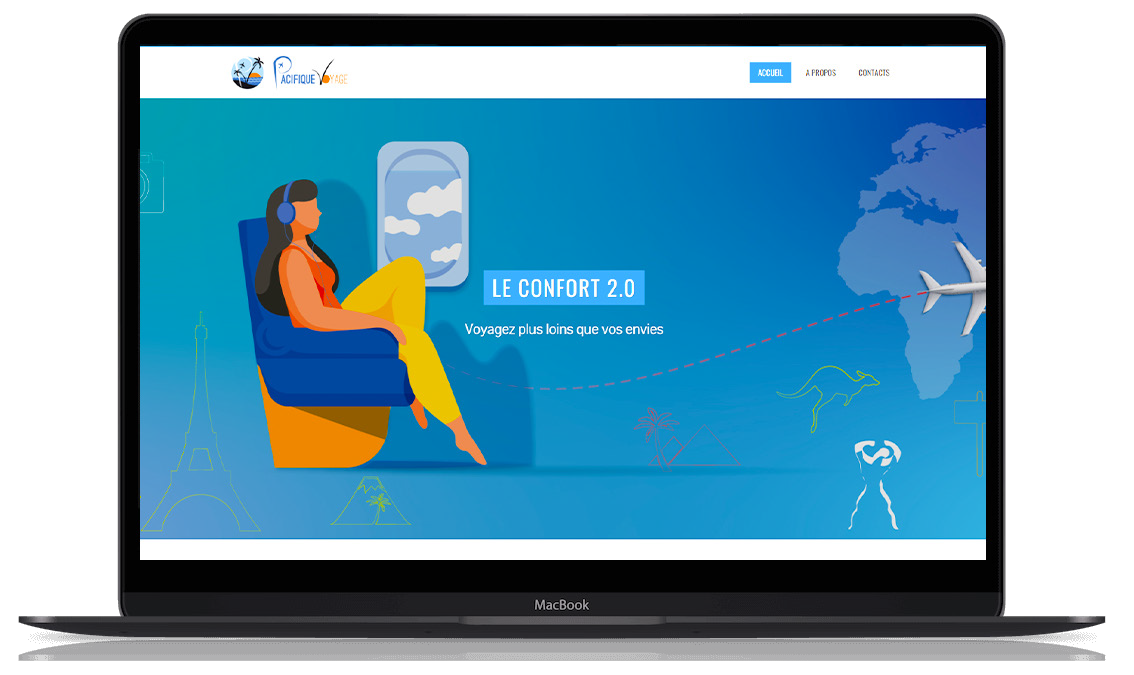 PACIFIQUE VOYAGE
ACCUEIL
A PROPOS
CONTACTS
LE CONFORT 2.0
Voyagez plus loins que vos envies
MacBook